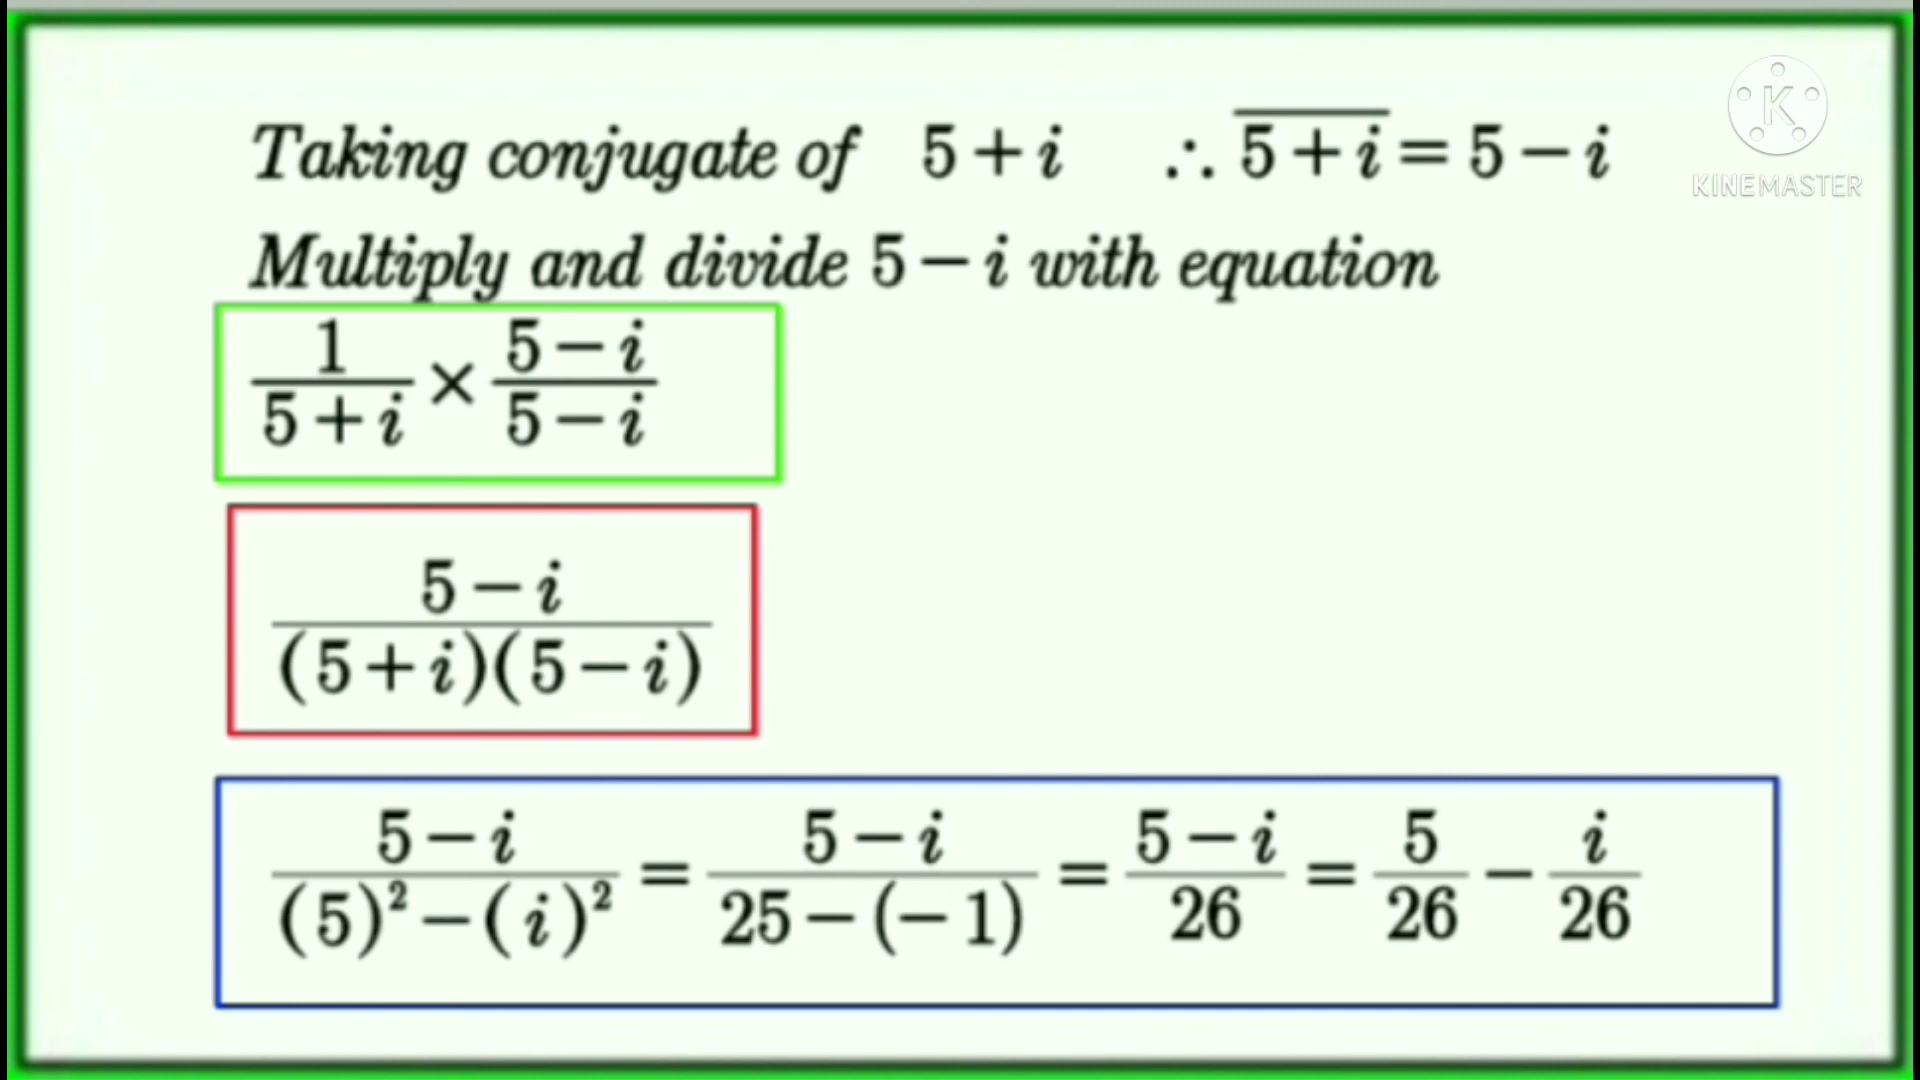 Taking conjugate of 5 + i ∴ \overline{5 + i} = 5 − i
KINEMASTER
Multiply and divide 5 − i with equation
\frac{1}{5 + i} × \frac{5 − i}{5 − i}
\frac{5 − i}{(5 + i)(5 − i)}
\frac{5 − i}{(5)^2 − (i)^2} = \frac{5 − i}{25 − (− 1)} = \frac{5 − i}{26} = \frac{5}{26} − \frac{i}{26}